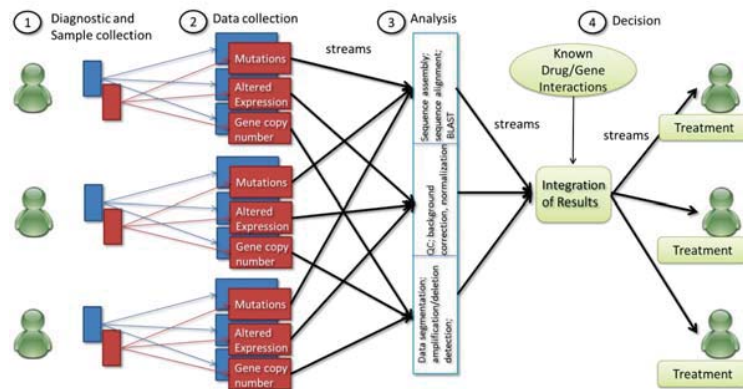 1
Diagnostic and
Sample collection
2
Data collection
3
Analysis
4
Decision
streams
Mutations
Altered
Expression
Gene copy
number
Mutations
Altered
Expression
Gene copy
number
Mutations
Altered
Expression
Gene copy
number
Sequence assembly;
sequence alignment;
BLAST
QC; background
correction, normalization
Data segmentation;
amplification/deletion
detection;
streams
Known
Drug/Gene
Interactions
Integration
of Results
streams
Treatment
Treatment
Treatment